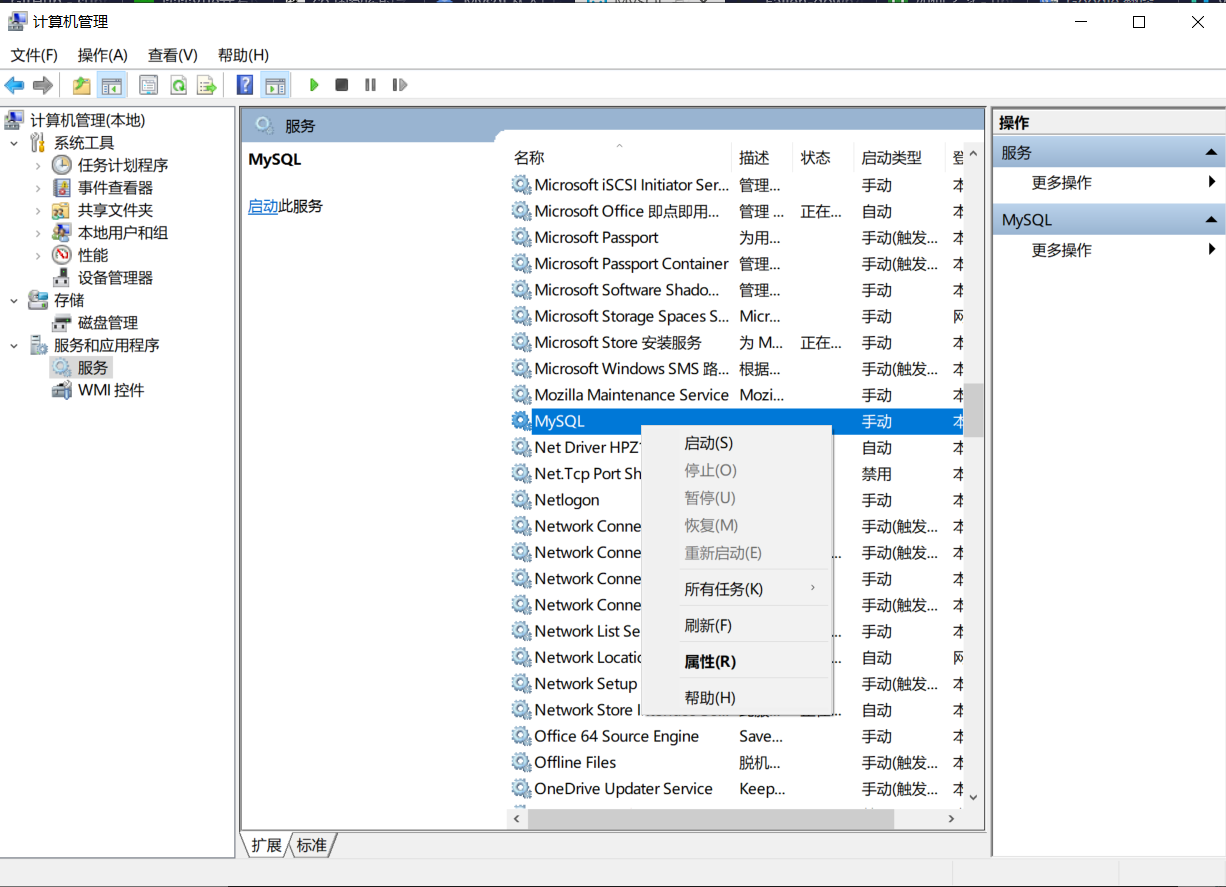 计算机管理
文件(F) 操作(A) 查看(V) 帮助(H)
计算机管理(本地)
系统工具
任务计划程序
事件查看器
共享文件夹
本地用户和组
性能
设备管理器
存储
磁盘管理
服务和应用程序
服务
WMI 控件
服务
MySQL
启动此服务
名称 描述 状态 启动类型 登
Microsoft iSCSI Initiator Ser... 管理... 手动 本
Microsoft Office 即点即用... 管理 ... 正在... 自动 本
Microsoft Passport 为用... 手动(触发... 本
Microsoft Passport Container 管理... 手动(触发... 本
Microsoft Software Shado... 管理... 手动 本
Microsoft Storage Spaces S... Micr... 手动 网
Microsoft Store 安装服务 为 M... 正在... 手动 本
Microsoft Windows SMS 路... 根据... 手动(触发... 本
Mozilla Maintenance Service Mozi... 手动 本
MySQL 手动 本
Net Driver HPZ 自动 本
Net.Tcp Port Sh 禁用 本
Netlogon 手动 本
Network Conne 手动(触发... 本
Network Conne ... 手动(触发... 本
Network Conne 手动 本
Network Conne 手动(触发... 本
Network List Se ... 手动 本
Network Locatic ... 自动 网
Network Setup 手动(触发... 本
Network Store I 自动 本
Office 64 Source Engine Save... 手动 本
Offline Files 脱机... 手动(触发... 本
OneDrive Updater Service Keep... 手动(触发... 本
启动(S)
停止(O)
暂停(U)
恢复(M)
重新启动(E)
所有任务(K)
刷新(F)
属性(R)
帮助(H)
扩展 标准
操作
服务
更多操作
MySQL
更多操作